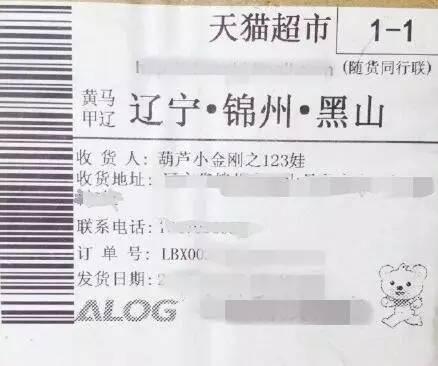 天猫超市
1-1
(随货同行联)
黄马
甲辽
辽宁·锦州·黑山
收 货 人: 葫芦小金刚之123娃
收货地址:
联系电话: 1
订 单 号: LBX00
发货日期: 2
ALOG